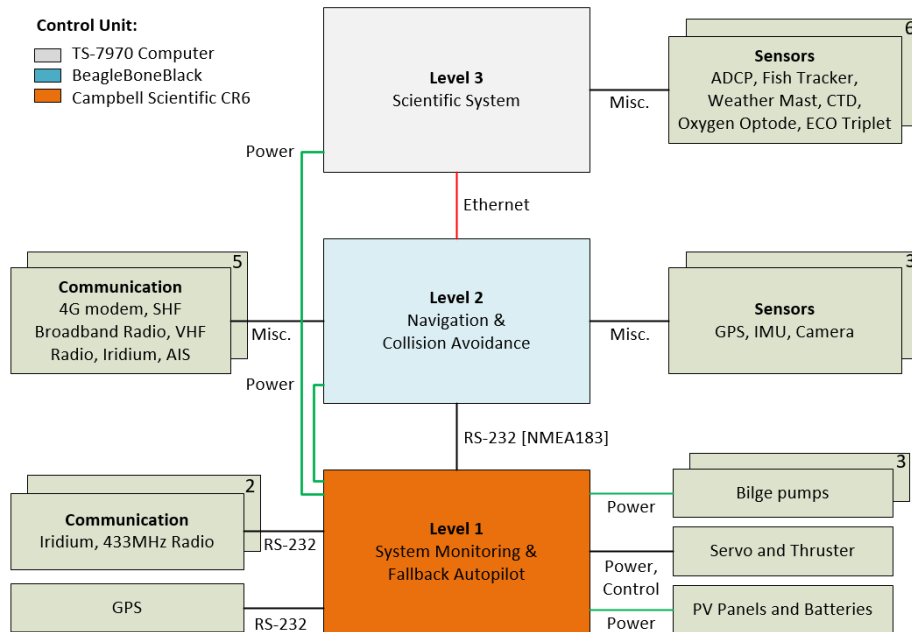 Control Unit:
TS-7970 Computer
BeagleBoneBlack
Campbell Scientific CR6
Level 3
Scientific System
Misc.
6
Sensors
ADCP, Fish Tracker,
Weather Mast, CTD,
Oxygen Optode, ECO Triplet
Power
Ethernet
5
Communication
4G modem, SHF
Broadband Radio, VHF
Radio, Iridium, AIS
Misc.
Level 2
Navigation &
Collision Avoidance
Misc.
3
Sensors
GPS, IMU, Camera
Power
RS-232 [NMEA183]
2
Communication
Iridium, 433MHz Radio
RS-232
GPS
RS-232
Level 1
System Monitoring &
Fallback Autopilot
3
Bilge pumps
Power
Servo and Thruster
Power,
Control
PV Panels and Batteries
Power